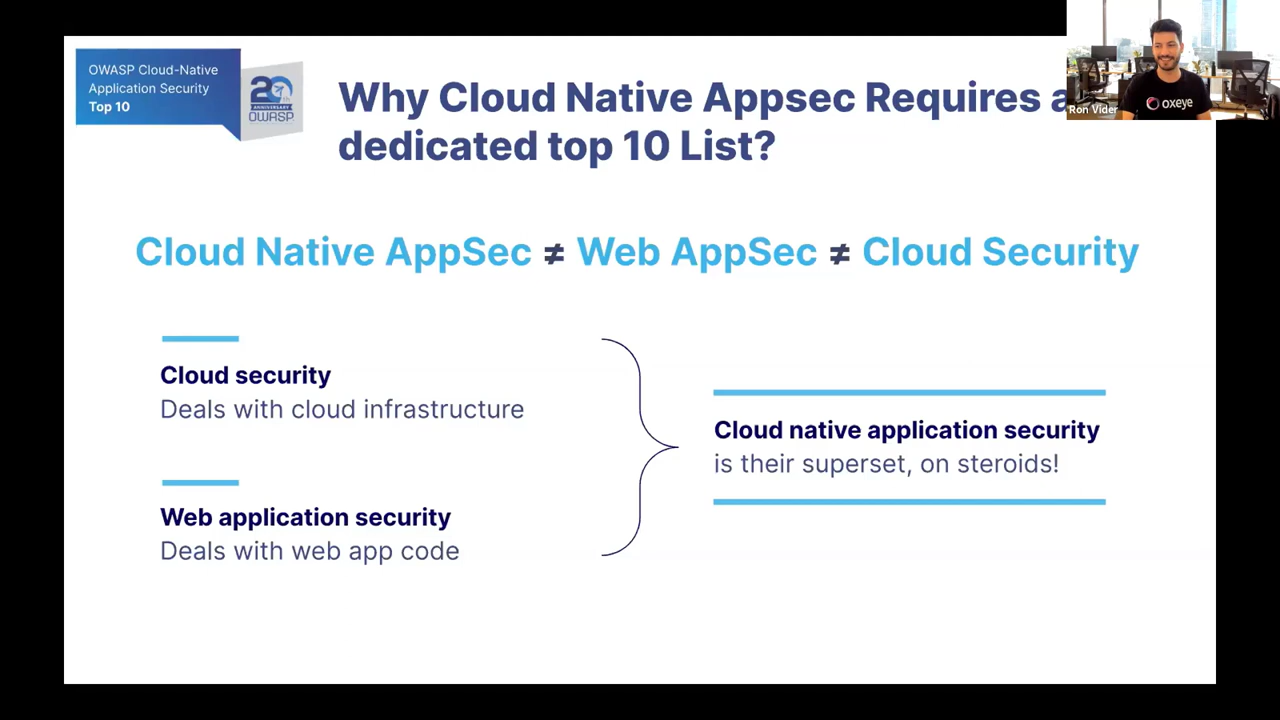 OWASP Cloud-Native
Application Security
Top 10
20th
ANNIVERSARY
OWASP
Why Cloud Native Appsec Requires a
dedicated top 10 List?
Ron Vider
oxeye
Cloud Native AppSec ≠ Web AppSec ≠ Cloud Security
Cloud security
Deals with cloud infrastructure
Web application security
Deals with web app code
Cloud native application security
is their superset, on steroids!